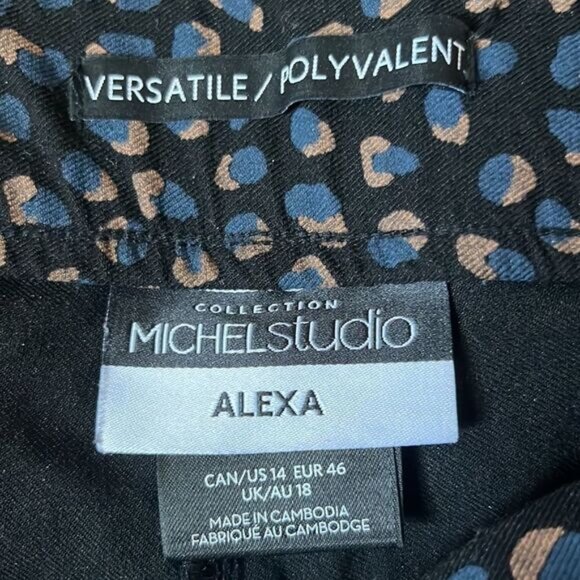 VERSATILE / POLYVALENT
COLLECTION
MICHELstudio
ALEXA
CAN/US 14 EUR 46
UK/AU 18
MADE IN CAMBODIA
FABRIQUÉ AU CAMBODGE